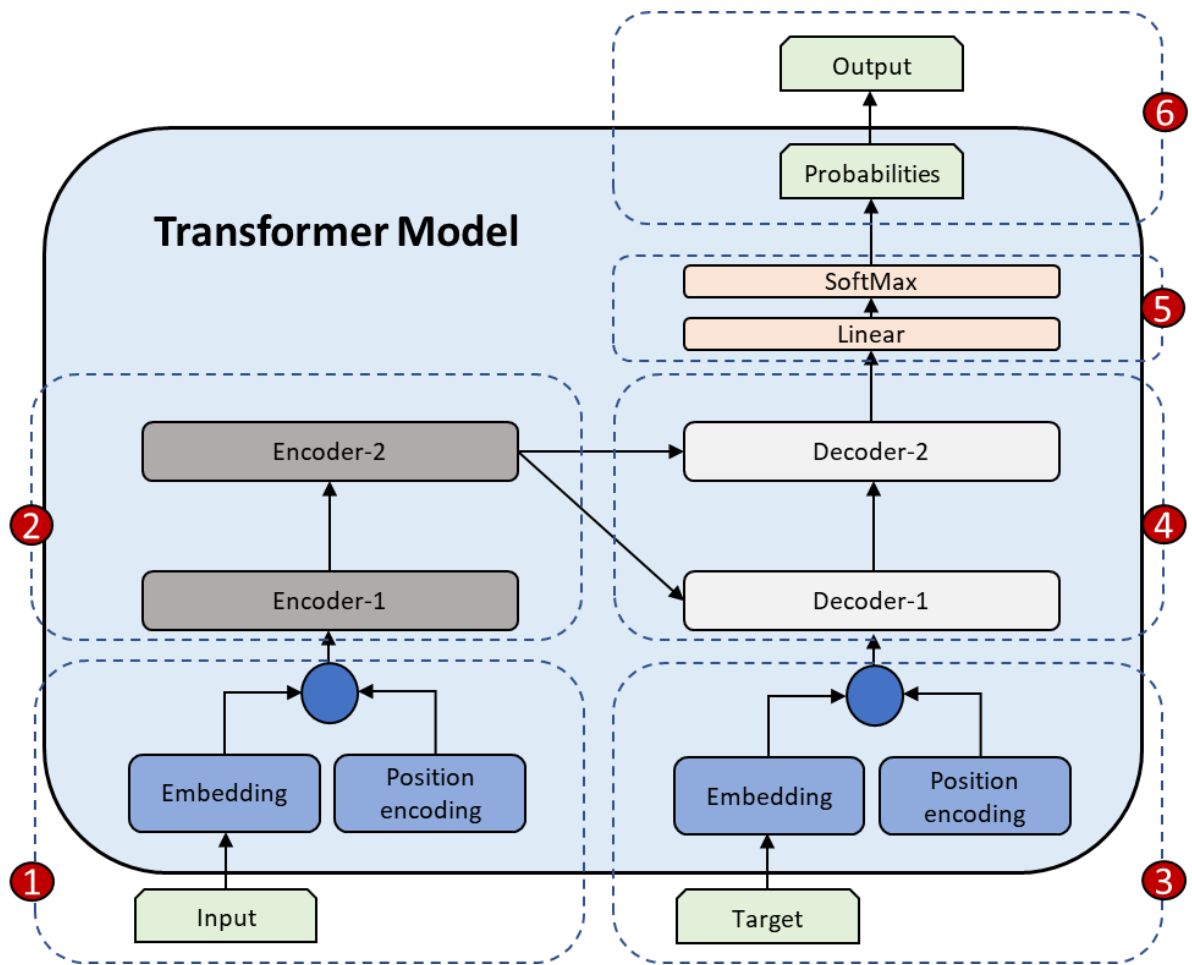 Output
6
Probabilities
Transformer Model
SoftMax
5
Linear
Encoder-2
Decoder-2
2
4
Encoder-1
Decoder-1
Embedding
Position
encoding
Embedding
Position
encoding
1
3
Input
Target